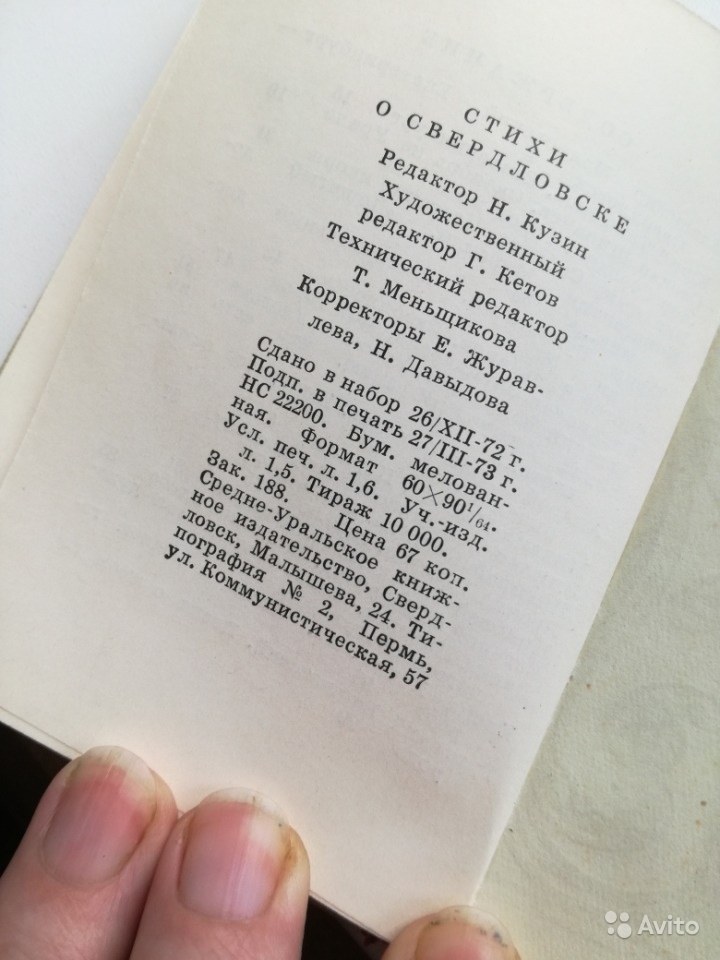 СТИХИ
О СВЕРДЛОВСКЕ
Редактор Н. Кузин
Художественный
редактор Г. Кетов
Технический редактор
Т. Меньщикова
Корректоры Е. Журав-
лева, Н. Давыдова
Сдано в набор 26/XII-72 г.
Подп. в печать 27/III-73 г.
НС 22200. Бум. мелован-
ная. Формат 60×90¹/₆₄.
Усл. печ. л. 1,6. Уч.-изд.
л. 1,5. Тираж 10 000.
Зак. 188. Цена 67 коп.
Средне-Уральское книж-
ное издательство, Сверд-
ловск, Малышева, 24. Ти-
пография № 2, Пермь,
ул. Коммунистическая, 57
Avito